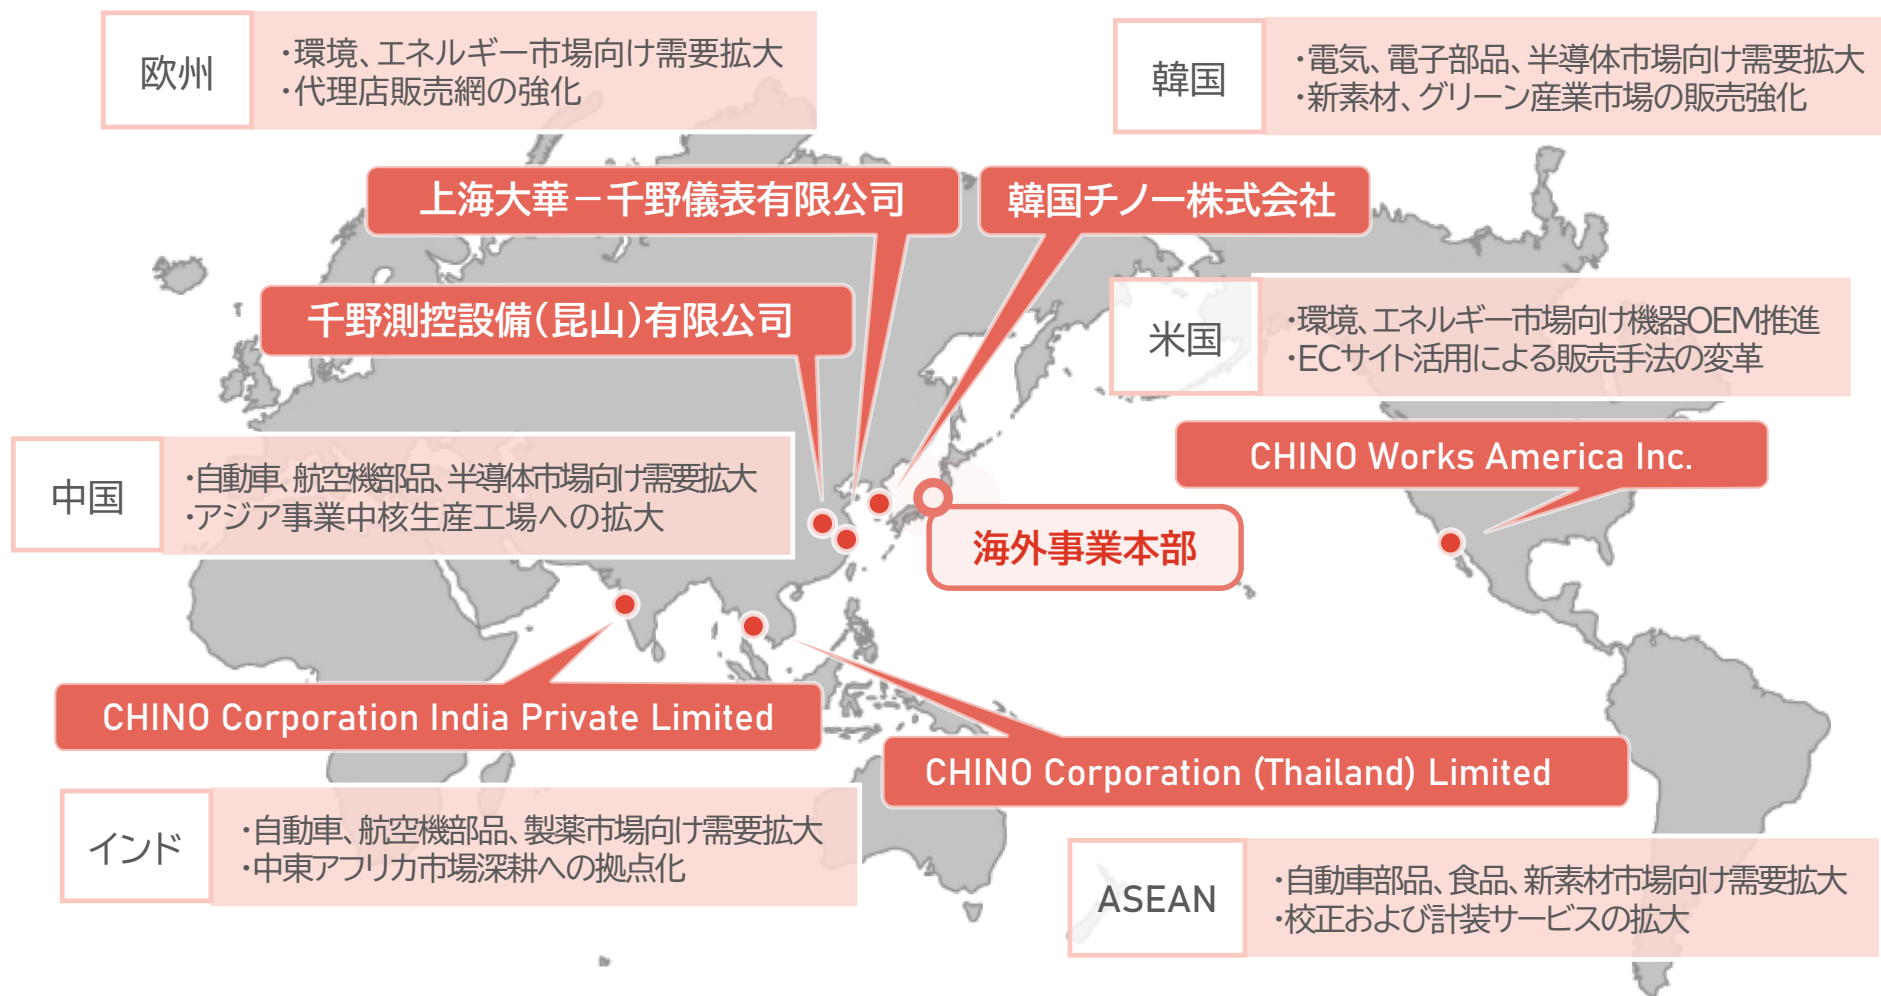 欧州
・環境、エネルギー市場向け需要拡大
・代理店販売網の強化
韓国
・電気、電子部品、半導体市場向け需要拡大
・新素材、グリーン産業市場の販売強化
上海大華－千野儀表有限公司
韓国チノー株式会社
千野測控設備（昆山）有限公司
米国
・環境、エネルギー市場向け機器OEM推進
・ECサイト活用による販売手法の変革
CHINO Works America Inc.
中国
・自動車、航空機部品、半導体市場向け需要拡大
・アジア事業中核生産工場への拡大
海外事業本部
CHINO Corporation India Private Limited
CHINO Corporation (Thailand) Limited
インド
・自動車、航空機部品、製薬市場向け需要拡大
・中東アフリカ市場深耕への拠点化
ASEAN
・自動車部品、食品、新素材市場向け需要拡大
・校正および計装サービスの拡大